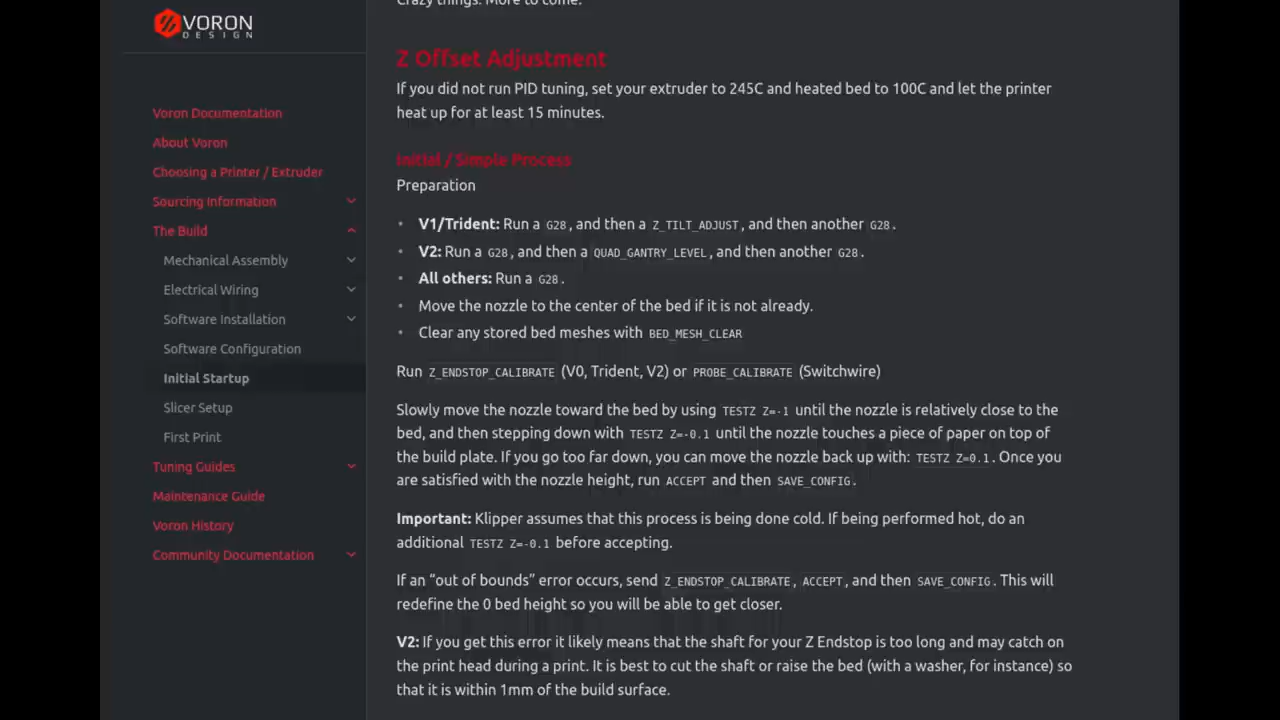 VORON
DESIGN
Voron Documentation
About Voron
Choosing a Printer / Extruder
Sourcing Information
The Build
Mechanical Assembly
Electrical Wiring
Software Installation
Software Configuration
Initial Startup
Slicer Setup
First Print
Tuning Guides
Maintenance Guide
Voron History
Community Documentation
Crazy things. More to come.
Z Offset Adjustment
If you did not run PID tuning, set your extruder to 245C and heated bed to 100C and let the printer
heat up for at least 15 minutes.
Initial / Simple Process
Preparation
• V1/Trident: Run a G28, and then a Z_TILT_ADJUST, and then another G28.
• V2: Run a G28, and then a QUAD_GANTRY_LEVEL, and then another G28.
• All others: Run a G28.
• Move the nozzle to the center of the bed if it is not already.
• Clear any stored bed meshes with BED_MESH_CLEAR
Run Z_ENDSTOP_CALIBRATE (V0, Trident, V2) or PROBE_CALIBRATE (Switchwire)
Slowly move the nozzle toward the bed by using TESTZ Z=-1 until the nozzle is relatively close to the
bed, and then stepping down with TESTZ Z=-0.1 until the nozzle touches a piece of paper on top of
the build plate. If you go too far down, you can move the nozzle back up with: TESTZ Z=0.1. Once you
are satisfied with the nozzle height, run ACCEPT and then SAVE_CONFIG.
Important: Klipper assumes that this process is being done cold. If being performed hot, do an
additional TESTZ Z=-0.1 before accepting.
If an “out of bounds” error occurs, send Z_ENDSTOP_CALIBRATE, ACCEPT, and then SAVE_CONFIG. This will
redefine the 0 bed height so you will be able to get closer.
V2: If you get this error it likely means that the shaft for your Z Endstop is too long and may catch on
the print head during a print. It is best to cut the shaft or raise the bed (with a washer, for instance) so
that it is within 1mm of the build surface.